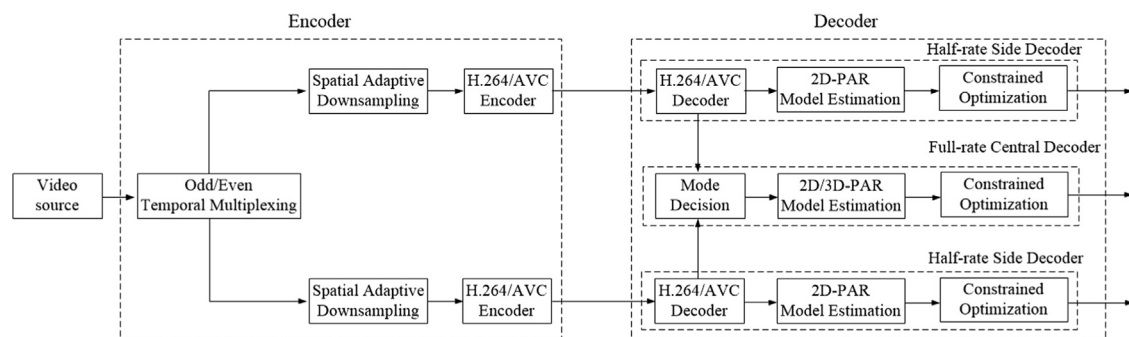 Encoder
Decoder
Half-rate Side Decoder
Spatial Adaptive
Downsampling
H.264/AVC
Encoder
H.264/AVC
Decoder
2D-PAR
Model Estimation
Constrained
Optimization
Full-rate Central Decoder
Video
source
Odd/Even
Temporal Multiplexing
Mode
Decision
2D/3D-PAR
Model Estimation
Constrained
Optimization
Half-rate Side Decoder
Spatial Adaptive
Downsampling
H.264/AVC
Encoder
H.264/AVC
Decoder
2D-PAR
Model Estimation
Constrained
Optimization